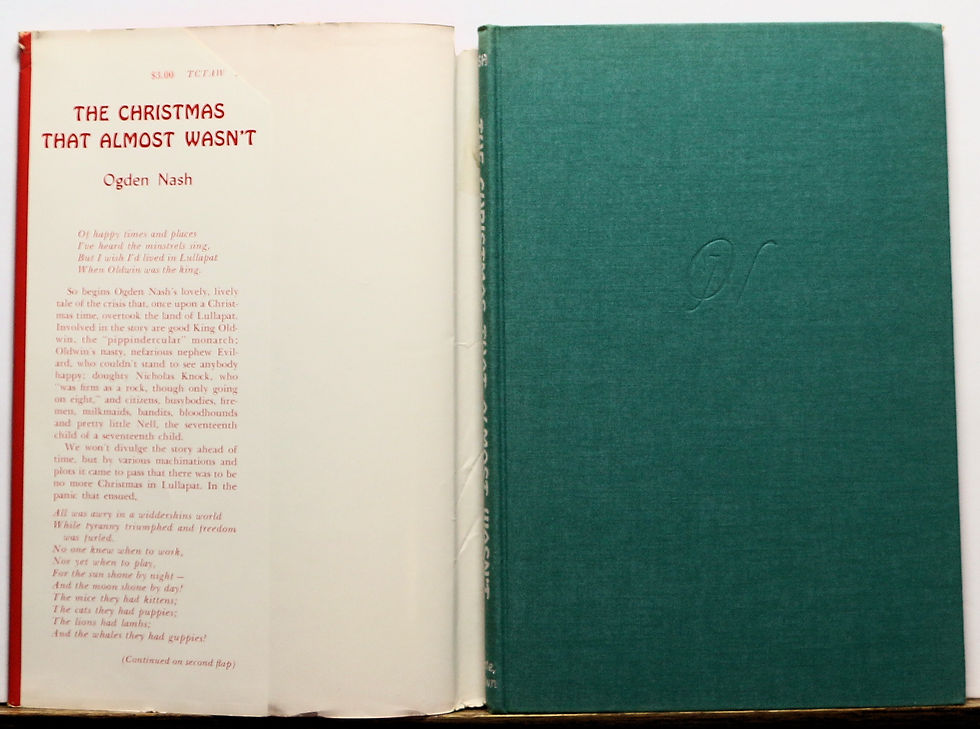 $3.00 TCTAW
THE CHRISTMAS
THAT ALMOST WASN'T
Ogden Nash
Of happy times and places
I've heard the minstrels sing,
But I wish I'd lived in Lullapat
When Oldwin was the king.
So begins Ogden Nash's lovely, lively
tale of the crisis that, once upon a Christ-
mas time, overtook the land of Lullapat.
Involved in the story are good King Old-
win, the "pippindercular" monarch;
Oldwin's nasty, nefarious nephew Evil-
ard, who couldn't stand to see anybody
happy; doughty Nicholas Knock, who
"was firm as a rock, though only going
on eight," and citizens, busybodies, fire-
men, milkmaids, bandits, bloodhounds
and pretty little Nell, the seventeenth
child of a seventeenth child.
We won't divulge the story ahead of
time, but by various machinations and
plots it came to pass that there was to be
no more Christmas in Lullapat. In the
panic that ensued,
All was awry in a widdershins world
While tyranny triumphed and freedom
was furled.
No one knew when to work,
Nor yet when to play,
For the sun shone by night —
And the moon shone by day!
The mice they had kittens;
The cats they had puppies;
The lions had lambs;
And the whales they had guppies!
(Continued on second flap)
THE CHRISTMAS THAT ALMOST WASN'T
ON